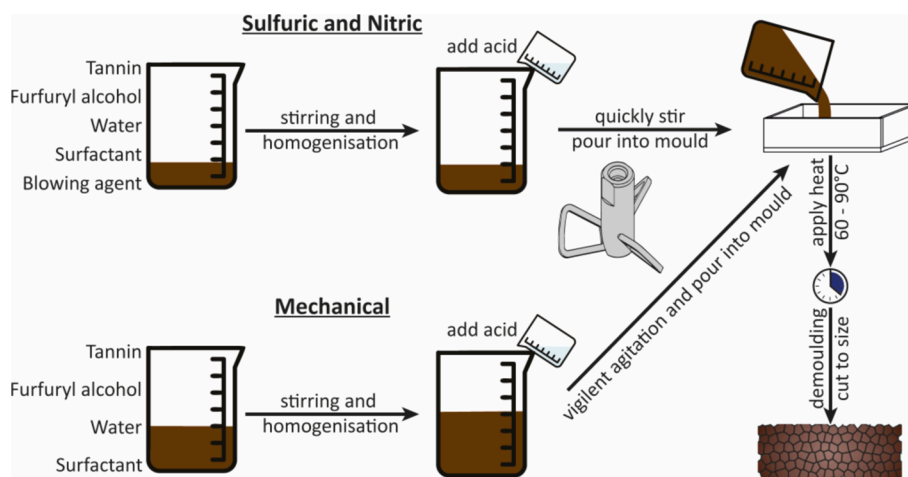 Sulfuric and Nitric
Tannin
Furfuryl alcohol
Water
Surfactant
Blowing agent
stirring and
homogenisation
add acid
quickly stir
pour into mould
apply heat
60 - 90°C
demoulding
cut to size
Mechanical
Tannin
Furfuryl alcohol
Water
Surfactant
stirring and
homogenisation
add acid
vigilent agitation and pour into mould